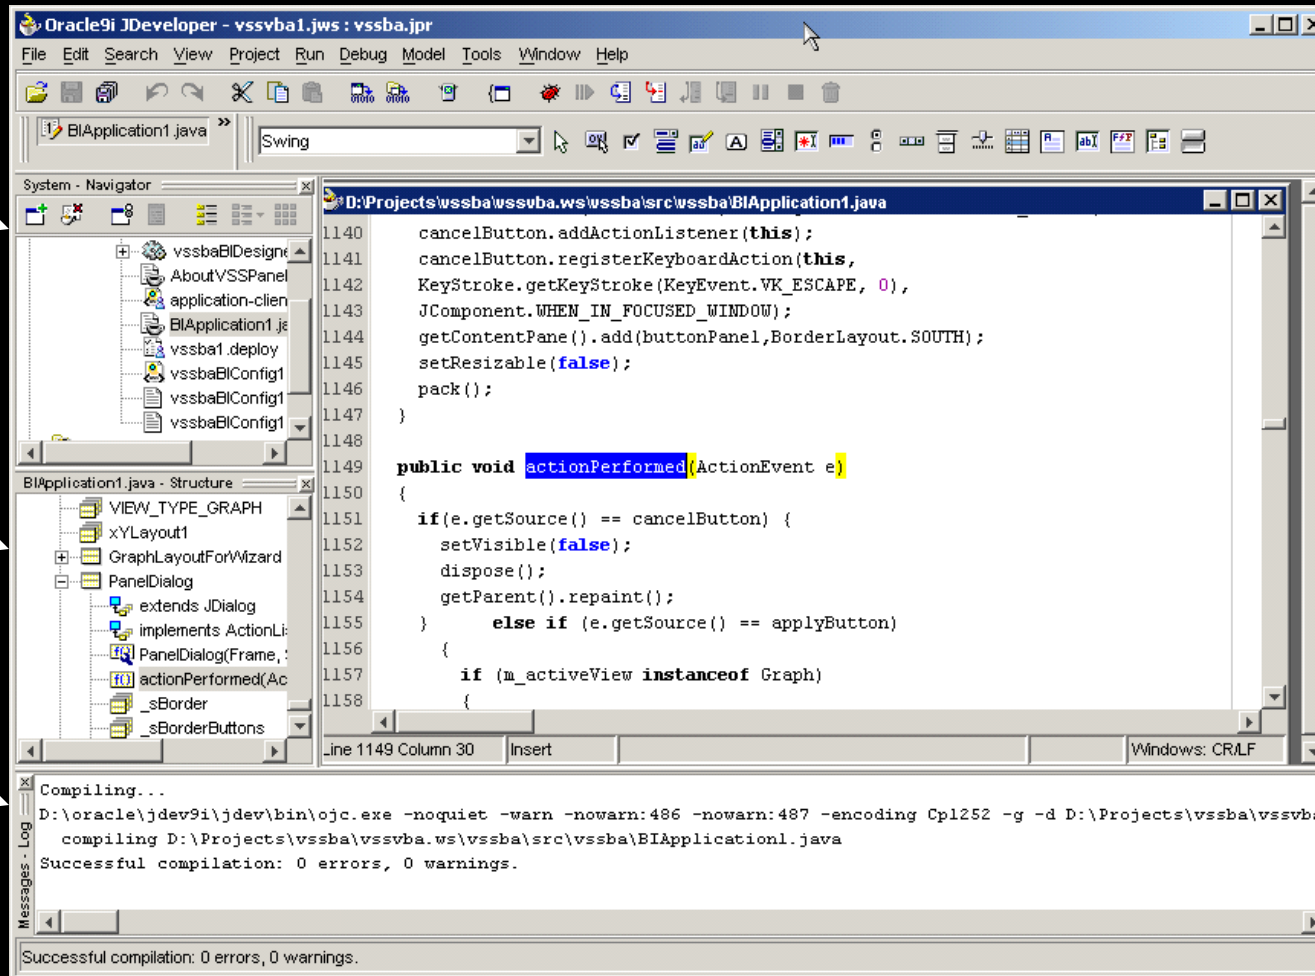 Oracle9i JDeveloper - vssvba1.jws : vssba.jpr
File Edit Search View Project Run Debug Model Tools Window Help
BIApplication1.java »
Swing
System - Navigator
vssbaBIDesigne
AboutVSSPanel
application-clien
BIApplication1.ja
vssba1.deploy
vssbaBIConfig1
vssbaBIConfig1
vssbaBIConfig1
BIApplication1.java - Structure
VIEW_TYPE_GRAPH
xYLayout1
GraphLayoutForWizard
PanelDialog
extends JDialog
implements ActionLi
PanelDialog(Frame,
actionPerformed(Ac
_sBorder
_sBorderButtons
D:\Projects\vssba\vssvba.ws\vssba\src\vssba\BIApplication1.java
1140 cancelButton.addActionListener(this);
1141 cancelButton.registerKeyboardAction(this,
1142 KeyStroke.getKeyStroke(KeyEvent.VK_ESCAPE, 0),
1143 JComponent.WHEN_IN_FOCUSED_WINDOW);
1144 getContentPane().add(buttonPanel,BorderLayout.SOUTH);
1145 setResizable(false);
1146 pack();
1147 }
1148
1149 public void actionPerformed(ActionEvent e)
1150 {
1151 if(e.getSource() == cancelButton) {
1152 setVisible(false);
1153 dispose();
1154 getParent().repaint();
1155 } else if (e.getSource() == applyButton)
1156 {
1157 if (m_activeView instanceof Graph)
1158 {
Line 1149 Column 30 Insert Windows: CR/LF
Messages - Log
Compiling...
D:\oracle\jdev9i\jdev\bin\ojc.exe -noquiet -warn -nowarn:486 -nowarn:487 -encoding Cp1252 -g -d D:\Projects\vssba\vssvba
compiling D:\Projects\vssba\vssvba.ws\vssba\src\vssba\BIApplication1.java
Successful compilation: 0 errors, 0 warnings.
Successful compilation: 0 errors, 0 warnings.